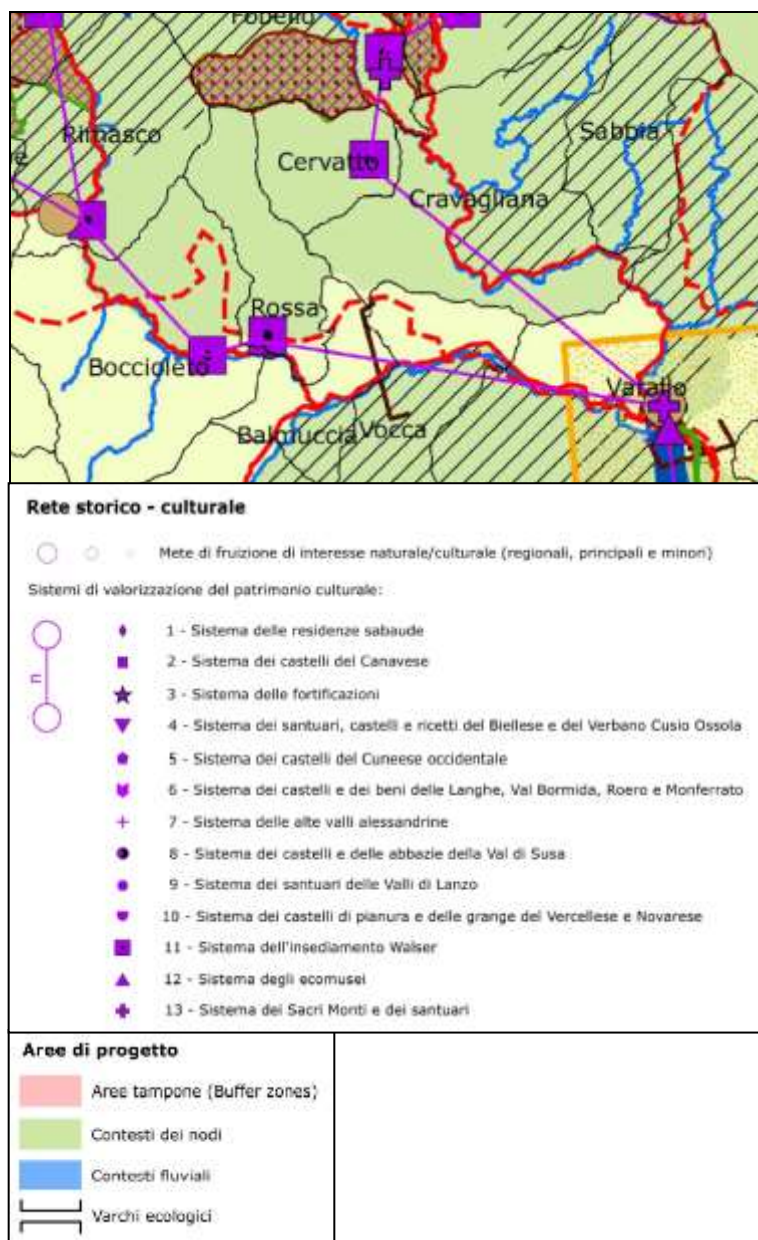 Fobello
Rimasco
Sabbia
Cervatto
Cravagliana
Rossa
Boccioleto
Varallo
Balmuccia
Vocca
Rete storico - culturale
Mete di fruizione di interesse naturale/culturale (regionali, principali e minori)
Sistemi di valorizzazione del patrimonio culturale:
n
1 - Sistema delle residenze sabaude
2 - Sistema dei castelli del Canavese
3 - Sistema delle fortificazioni
4 - Sistema dei santuari, castelli e ricetti del Biellese e del Verbano Cusio Ossola
5 - Sistema dei castelli del Cuneese occidentale
6 - Sistema dei castelli e dei beni delle Langhe, Val Bormida, Roero e Monferrato
7 - Sistema delle alte valli alessandrine
8 - Sistema dei castelli e delle abbazie della Val di Susa
9 - Sistema dei santuari delle Valli di Lanzo
10 - Sistema dei castelli di pianura e delle grange del Vercellese e Novarese
11 - Sistema dell'insediamento Walser
12 - Sistema degli ecomusei
13 - Sistema dei Sacri Monti e dei santuari
Aree di progetto
Aree tampone (Buffer zones)
Contesti dei nodi
Contesti fluviali
Varchi ecologici